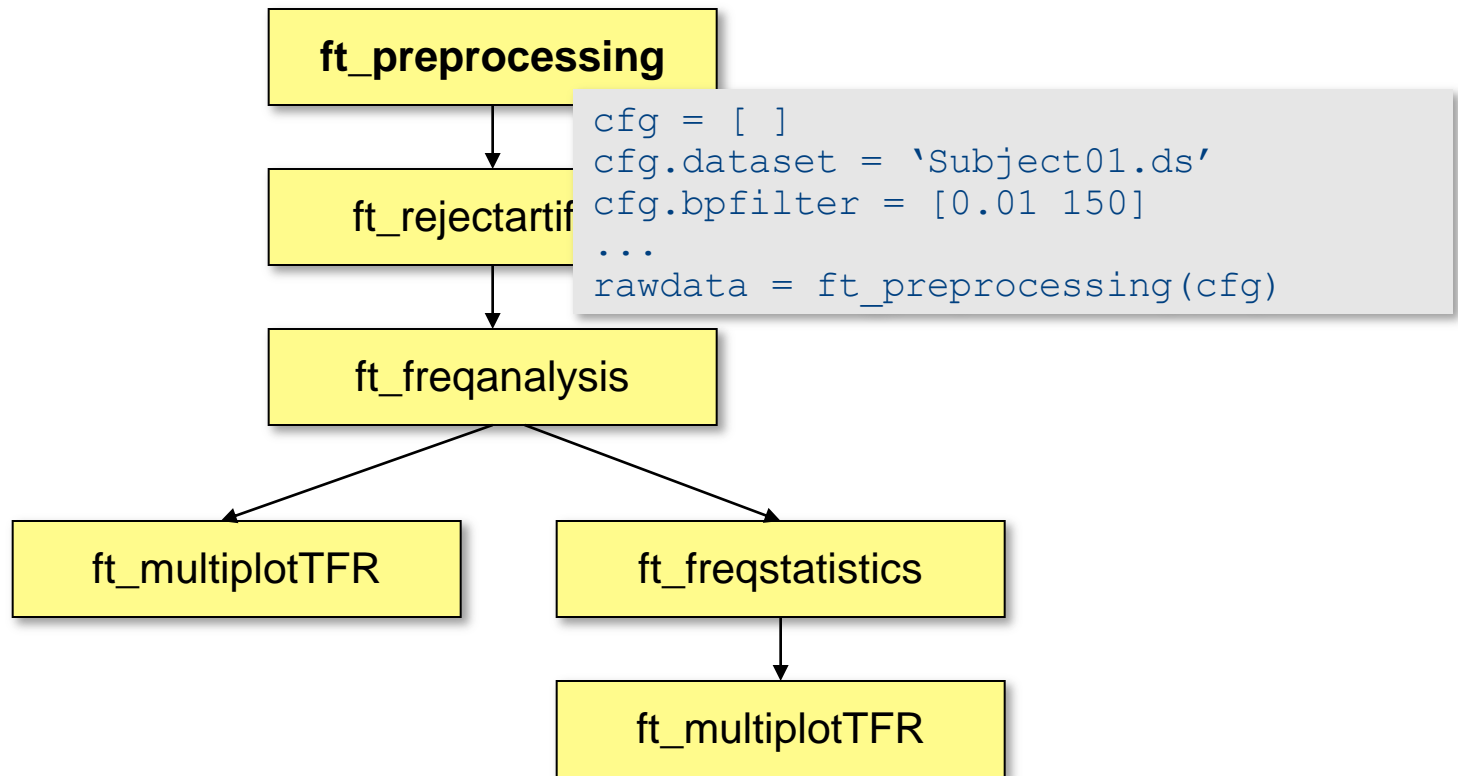 ft_preprocessing
cfg = [ ]
cfg.dataset = ‘Subject01.ds’
cfg.bpfilter = [0.01 150]
...
rawdata = ft_preprocessing(cfg)
ft_rejectartif
ft_freqanalysis
ft_multiplotTFR
ft_freqstatistics
ft_multiplotTFR